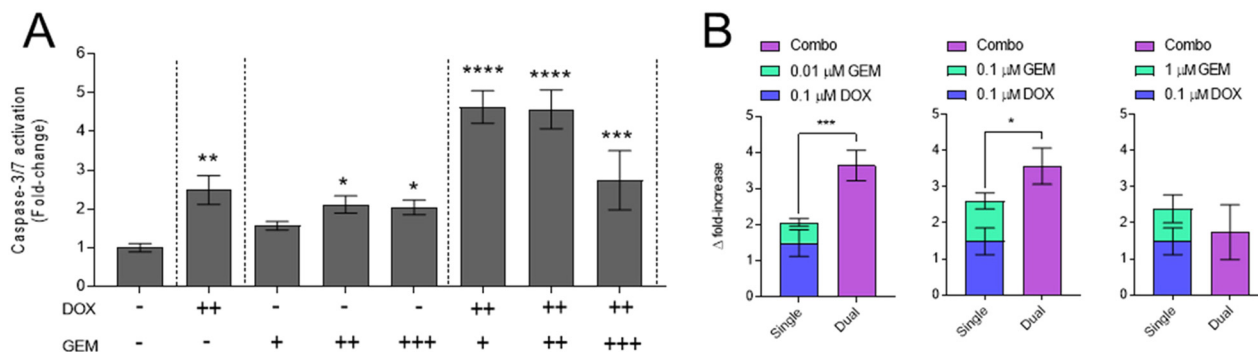 A
Caspase-3/7 activation
(Fold-change)
6
5
4
3
2
1
0
**
*
*
****
****
***
DOX - ++ - - - ++ ++ ++
GEM - - + ++ +++ + ++ +++
B
Combo
0.01 µM GEM
0.1 µM DOX
***
Δ fold-increase
5
4
3
2
1
0
Single
Dual
Combo
0.1 µM GEM
0.1 µM DOX
*
5
4
3
2
1
0
Single
Dual
Combo
1 µM GEM
0.1 µM DOX
5
4
3
2
1
0
Single
Dual